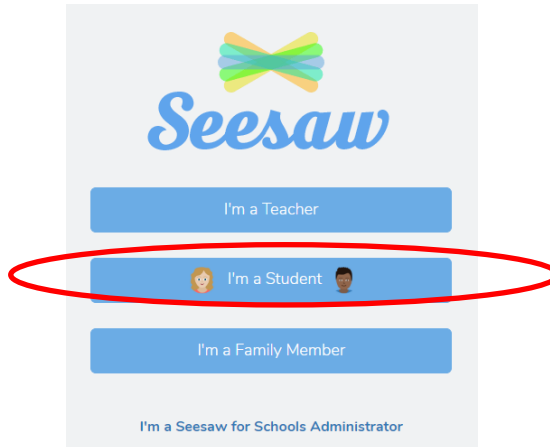 Seesaw
I'm a Teacher
I'm a Student
I'm a Family Member
I'm a Seesaw for Schools Administrator